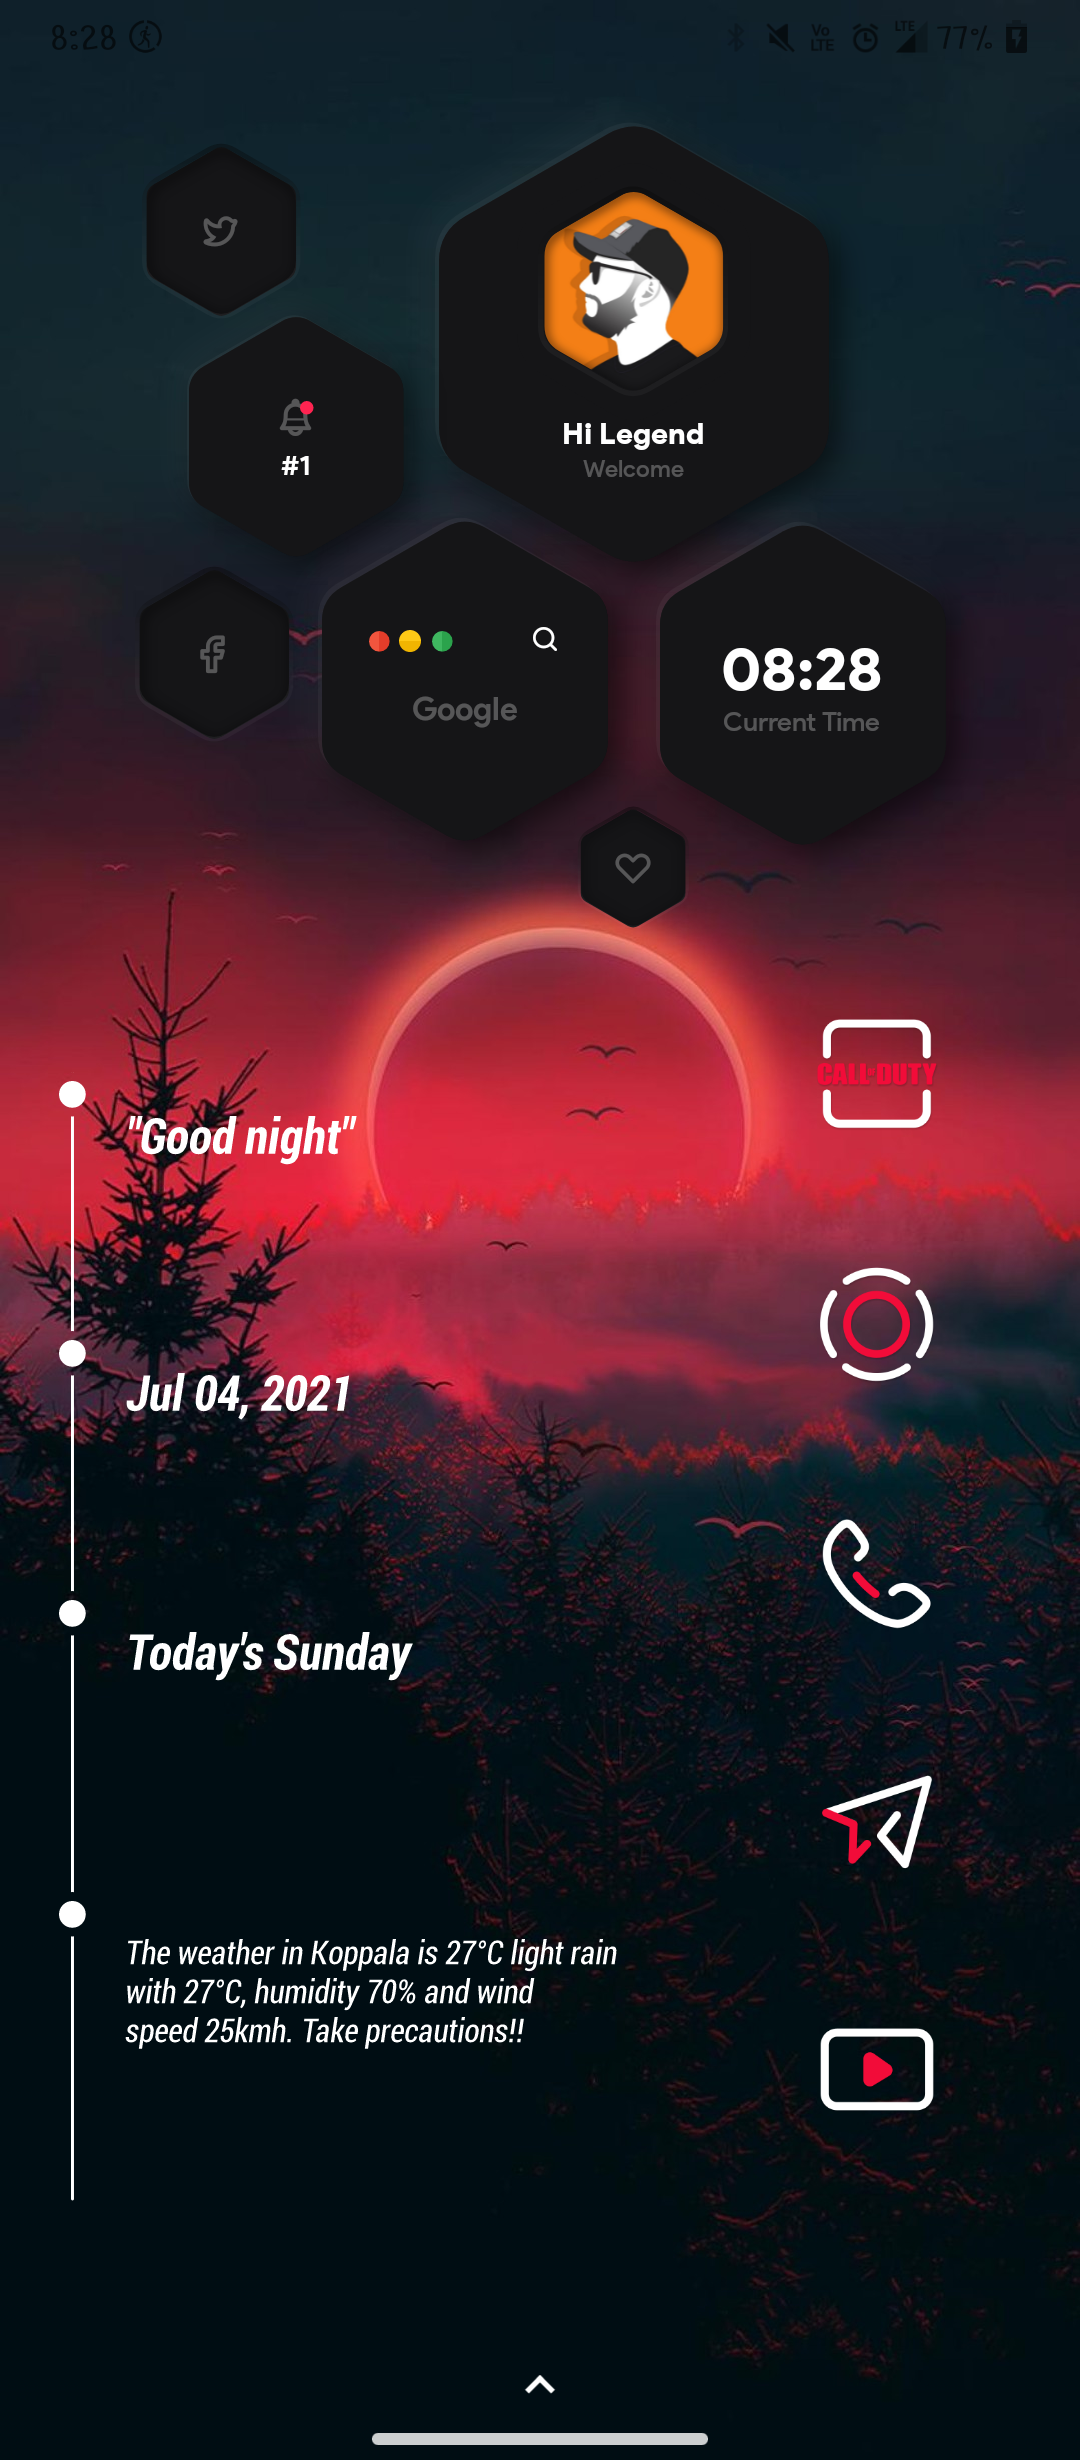 8:28
Vo
LTE
LTE
77%
Hi Legend
Welcome
#1
Google
08:28
Current Time
CALL OF DUTY
"Good night"
Jul 04, 2021
Today's Sunday
The weather in Koppala is 27°C light rain
with 27°C, humidity 70% and wind
speed 25kmh. Take precautions!!